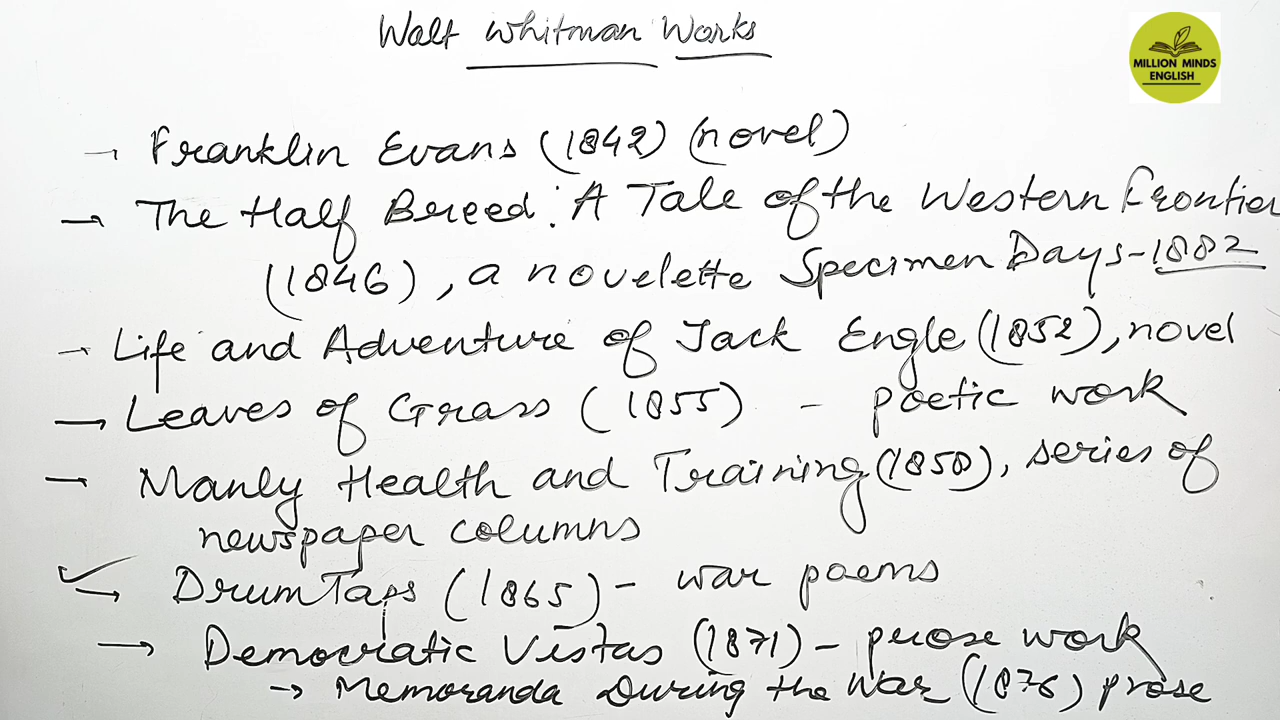 Walt Whitman Works
MILLION MINDS
ENGLISH
→ Franklin Evans (1842) (novel)
→ The Half Breed: A Tale of the Western Frontier
(1846), a novelette Specimen Days - 1882
→ Life and Adventure of Jack Engle (1852), novel
→ Leaves of Grass (1855) - poetic work
→ Manly Health and Training (1858), series of
newspaper columns
✓→ Drum Taps (1865) - war poems
→ Democratic Vistas (1871) - prose work
→ Memoranda During the War (1876) prose